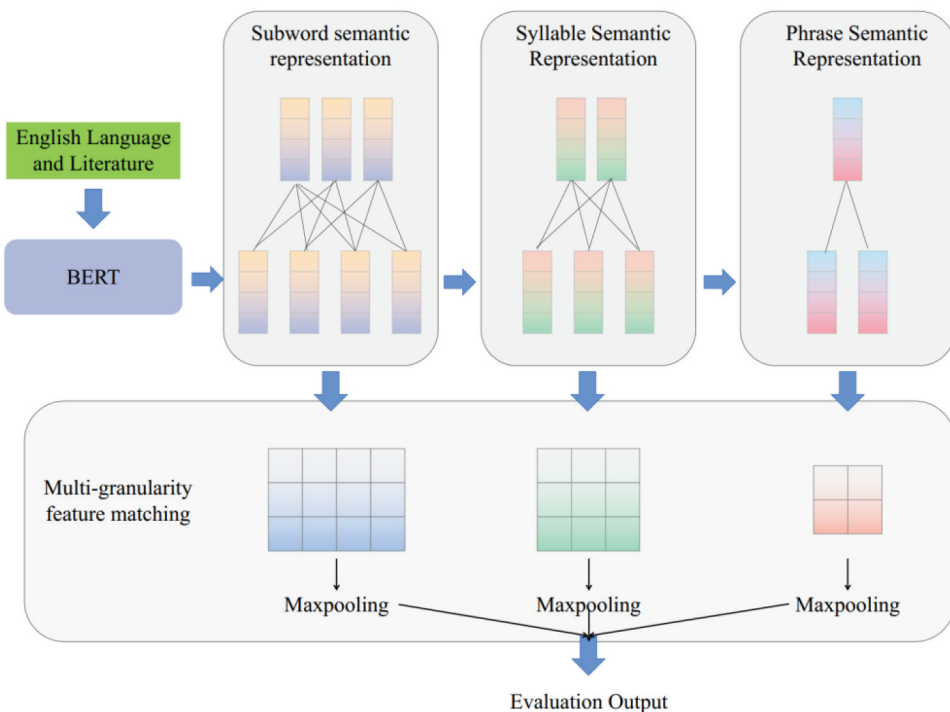 Subword semantic
representation
Syllable Semantic
Representation
Phrase Semantic
Representation
English Language
and Literature
BERT
Multi-granularity
feature matching
Maxpooling
Maxpooling
Maxpooling
Evaluation Output